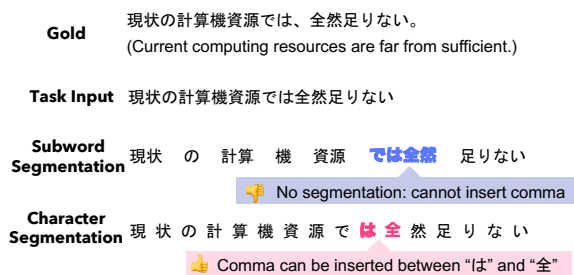 Gold 現状の計算機資源では、全然足りない。
(Current computing resources are far from sufficient.)
Task Input 現状の計算機資源では全然足りない
Subword Segmentation 現状 の 計算 機 資源 では全然 足りない
👎 No segmentation: cannot insert comma
Character Segmentation 現 状 の 計 算 機 資 源 で は 全 然 足 り な い
👍 Comma can be inserted between “は” and “全”